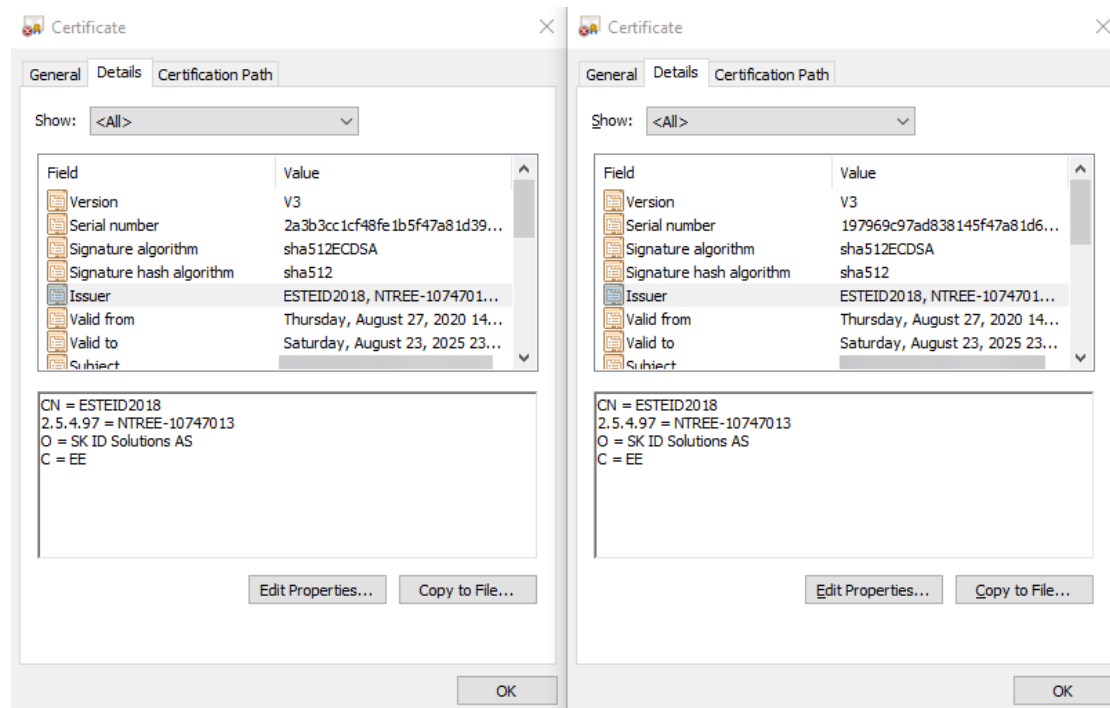 Certificate
General Details Certification Path
Show: <All>
Field Value
Version V3
Serial number 2a3b3cc1cf48fe1b5f47a81d39...
Signature algorithm sha512ECDSA
Signature hash algorithm sha512
Issuer ESTEID2018, NTREE-1074701...
Valid from Thursday, August 27, 2020 14...
Valid to Saturday, August 23, 2025 23...
Subject
CN = ESTEID2018
2.5.4.97 = NTREE-10747013
O = SK ID Solutions AS
C = EE
Edit Properties... Copy to File...
OK
Certificate
General Details Certification Path
Show: <All>
Field Value
Version V3
Serial number 197969c97ad838145f47a81d6...
Signature algorithm sha512ECDSA
Signature hash algorithm sha512
Issuer ESTEID2018, NTREE-1074701...
Valid from Thursday, August 27, 2020 14...
Valid to Saturday, August 23, 2025 23...
Subject
CN = ESTEID2018
2.5.4.97 = NTREE-10747013
O = SK ID Solutions AS
C = EE
Edit Properties... Copy to File...
OK